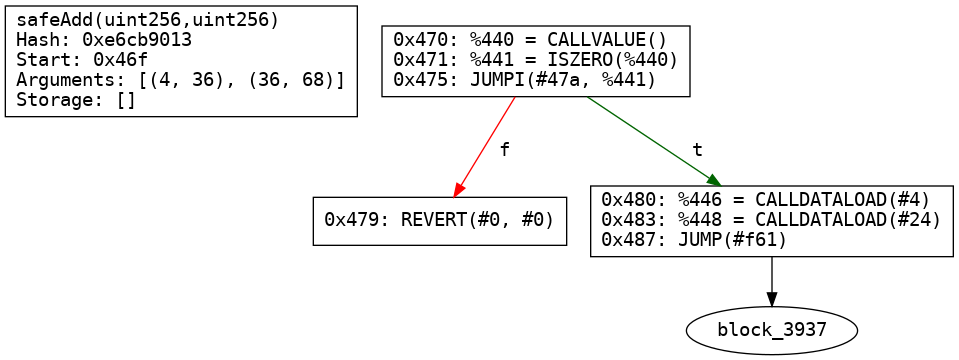 safeAdd(uint256,uint256)
Hash: 0xe6cb9013
Start: 0x46f
Arguments: [(4, 36), (36, 68)]
Storage: []
0x470: %440 = CALLVALUE()
0x471: %441 = ISZERO(%440)
0x475: JUMPI(#47a, %441)
f
t
0x479: REVERT(#0, #0)
0x480: %446 = CALLDATALOAD(#4)
0x483: %448 = CALLDATALOAD(#24)
0x487: JUMP(#f61)
block_3937